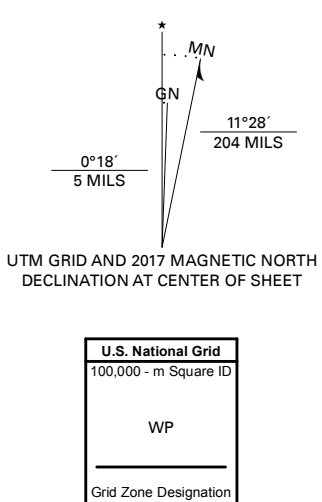 ★
MN
GN
11°28´
204 MILS
0°18´
5 MILS
UTM GRID AND 2017 MAGNETIC NORTH
DECLINATION AT CENTER OF SHEET
U.S. National Grid
100,000 - m Square ID
WP
Grid Zone Designation